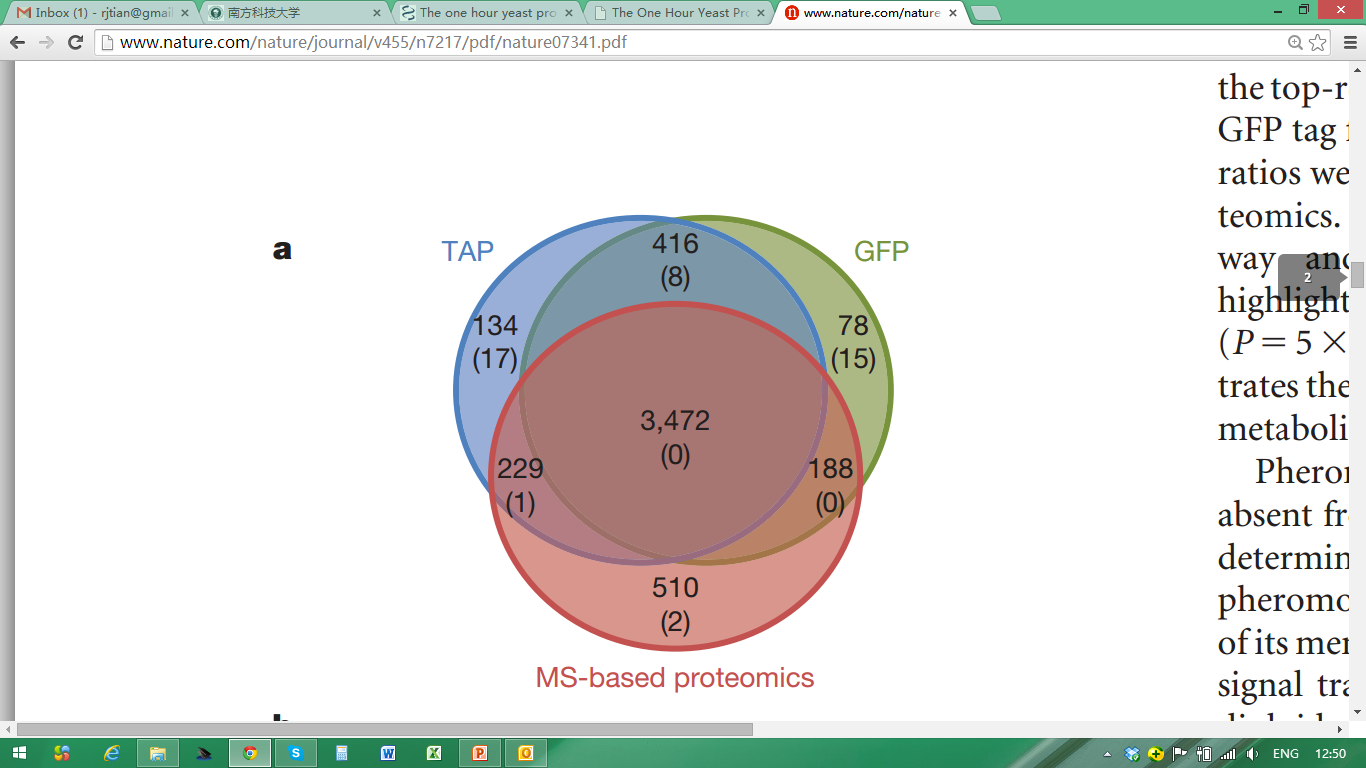 Inbox (1) - rjtian@gmai
南方科技大学
The one hour yeast pro
The One Hour Yeast Pro
www.nature.com/nature
www.nature.com/nature/journal/v455/n7217/pdf/nature07341.pdf
a
TAP
GFP
416
(8)
134
(17)
78
(15)
3,472
(0)
229
(1)
188
(0)
510
(2)
MS-based proteomics
the top-r
GFP tag
ratios we
teomics.
way and
2
highlight
(P = 5 ×
trates the
metaboli
Pheror
absent fr
determin
pheromo
of its mer
signal tra
ENG
12:50